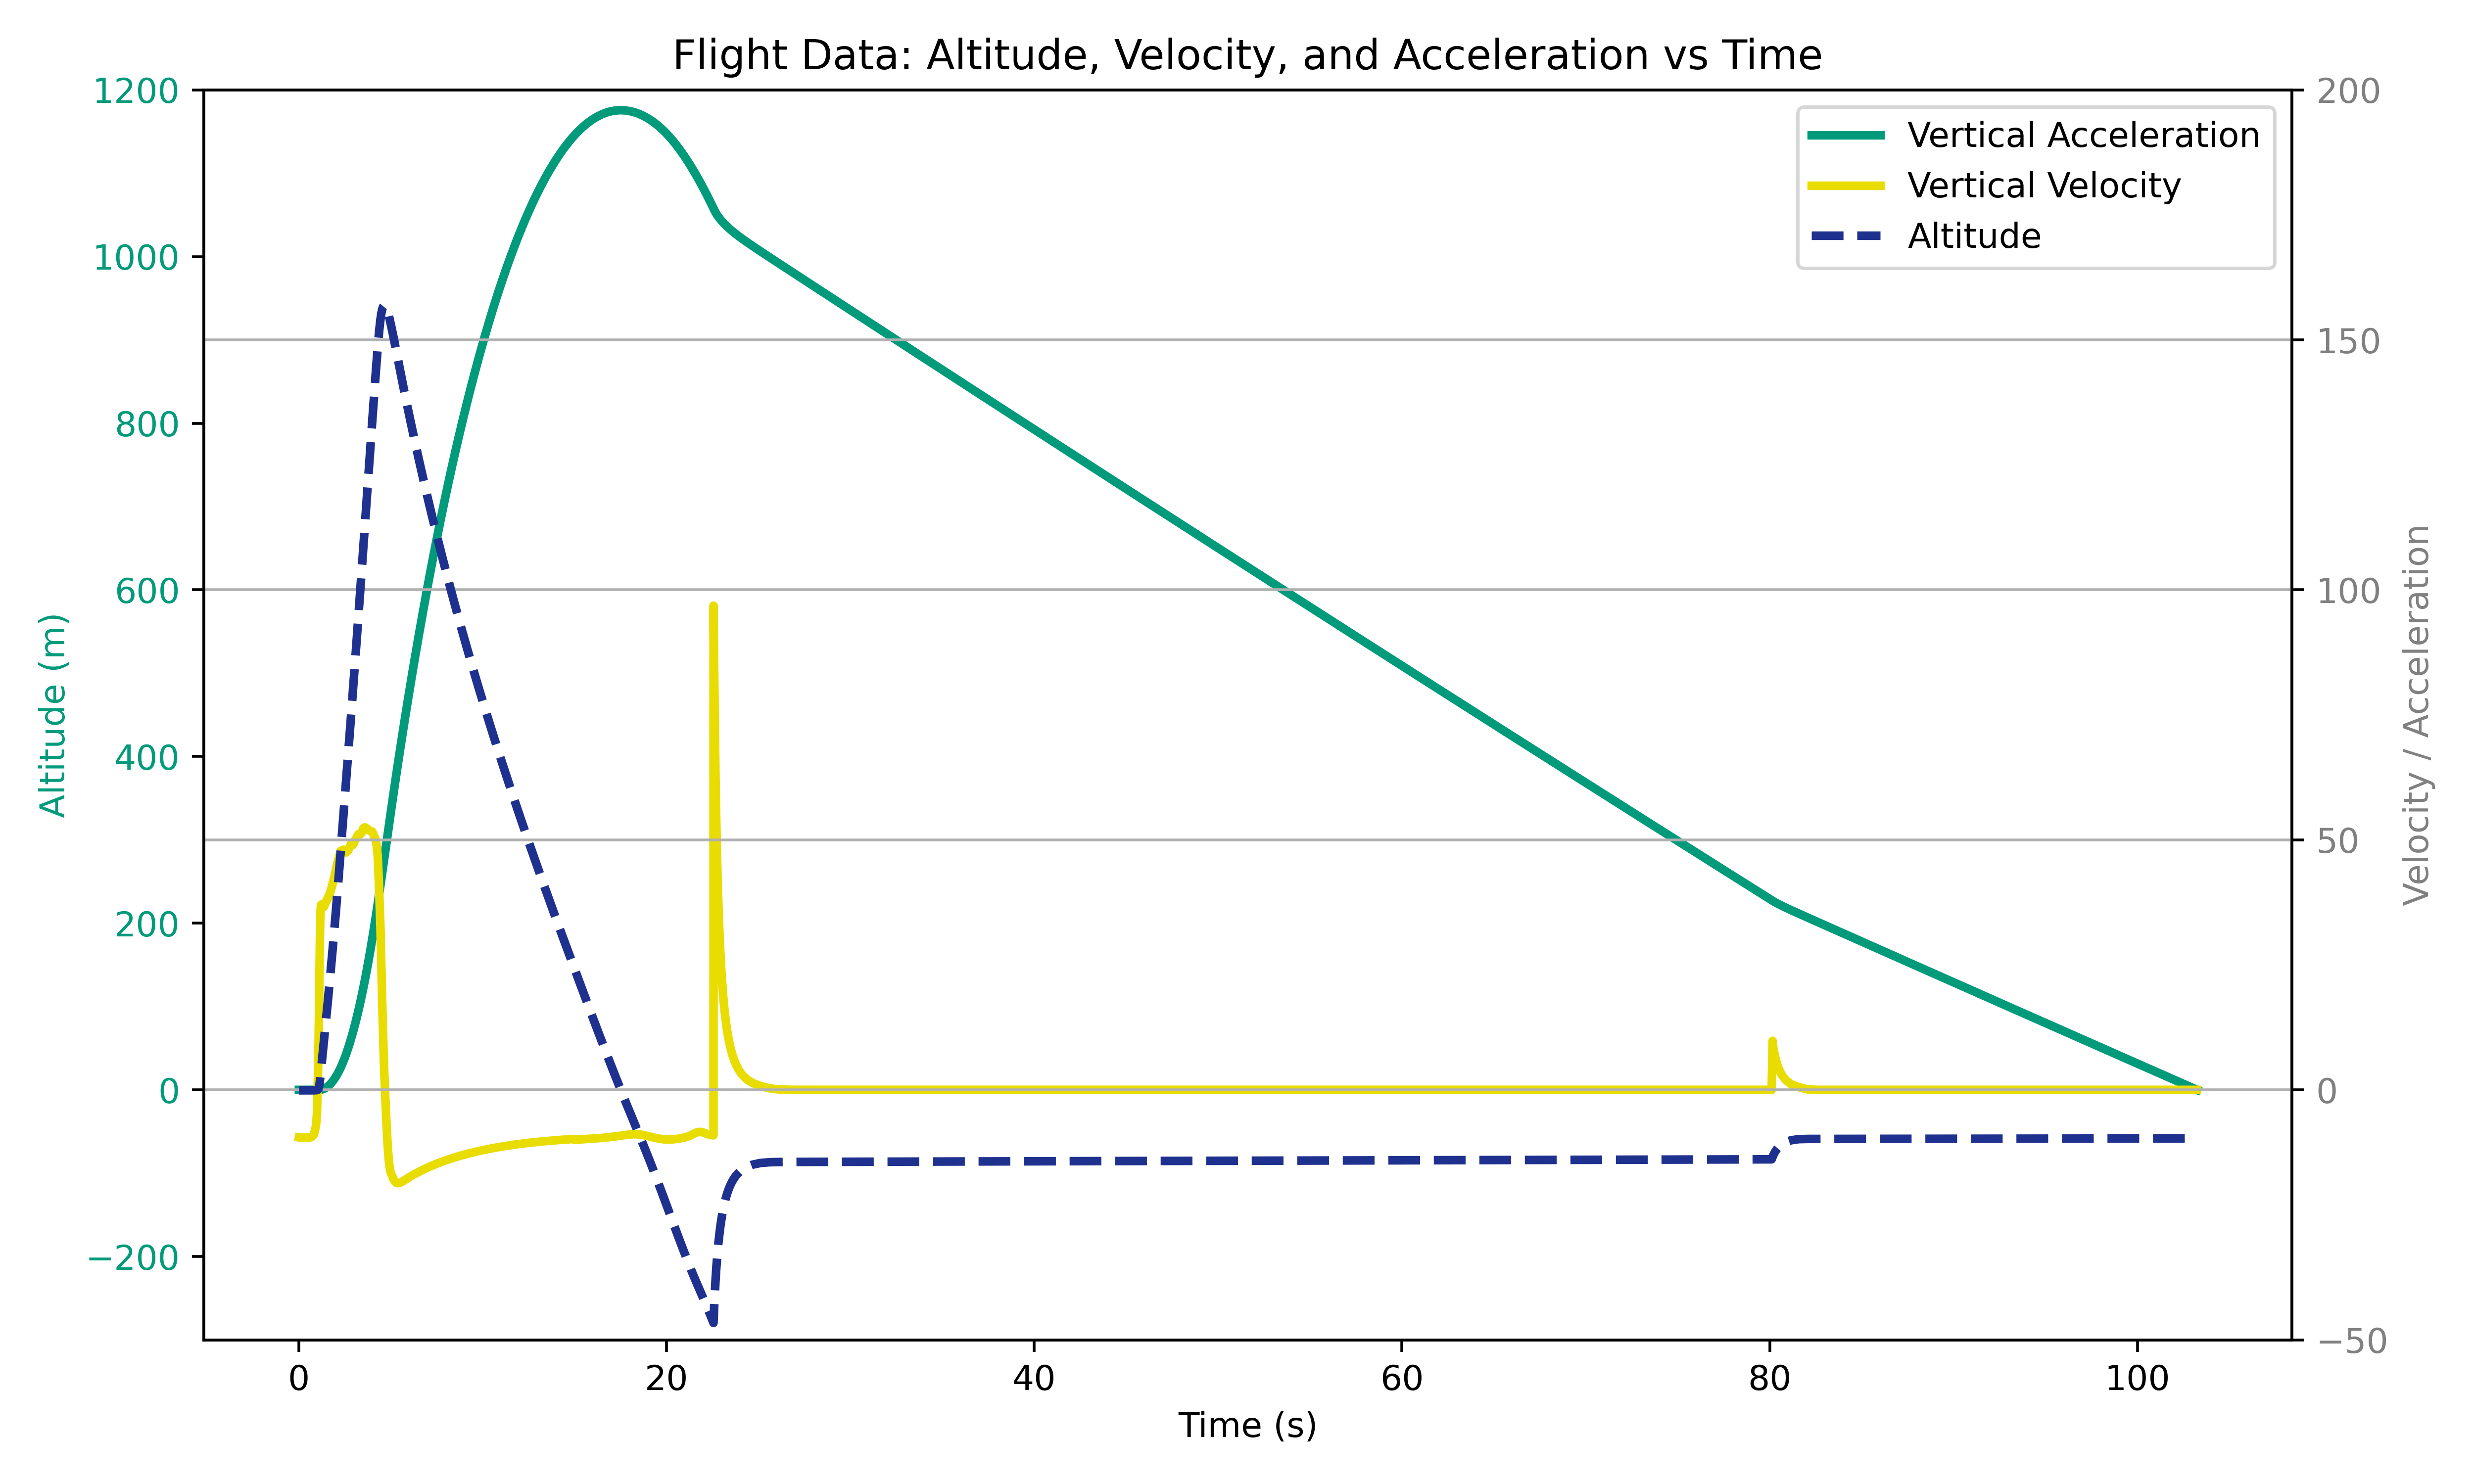 Flight Data: Altitude, Velocity, and Acceleration vs Time
Vertical Acceleration
Vertical Velocity
Altitude
Altitude (m)
1200
1000
800
600
400
200
0
−200
Velocity / Acceleration
200
150
100
50
0
−50
0 20 40 60 80 100
Time (s)